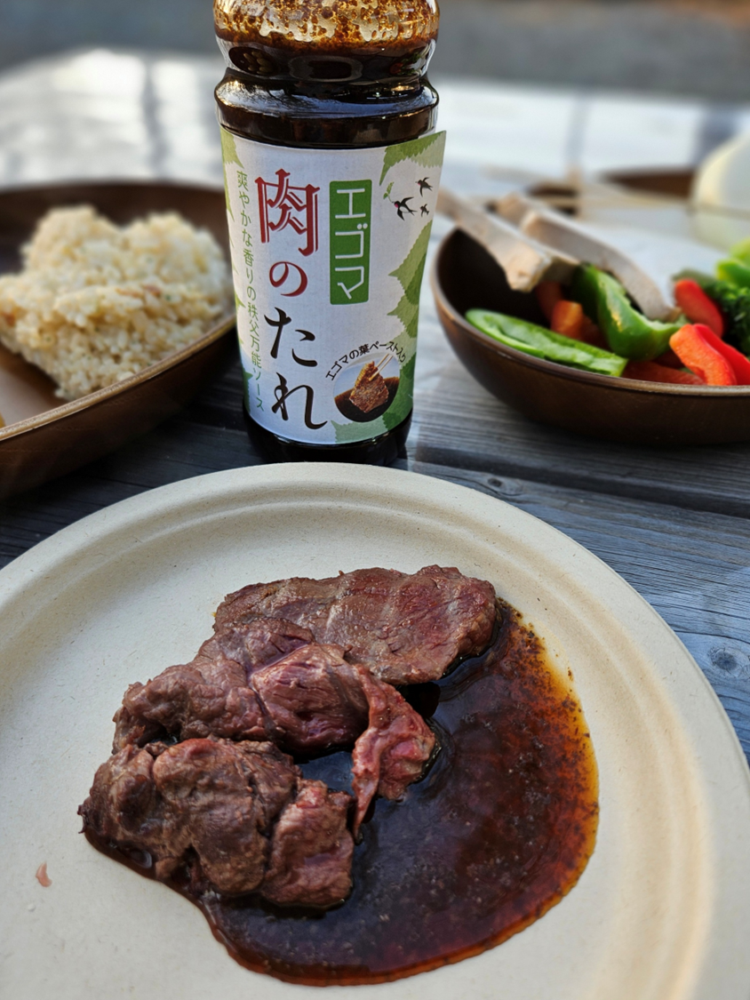 エゴマ
肉のたれ
爽やかな香りの秩父万能ソース
エゴマの葉ペースト入り